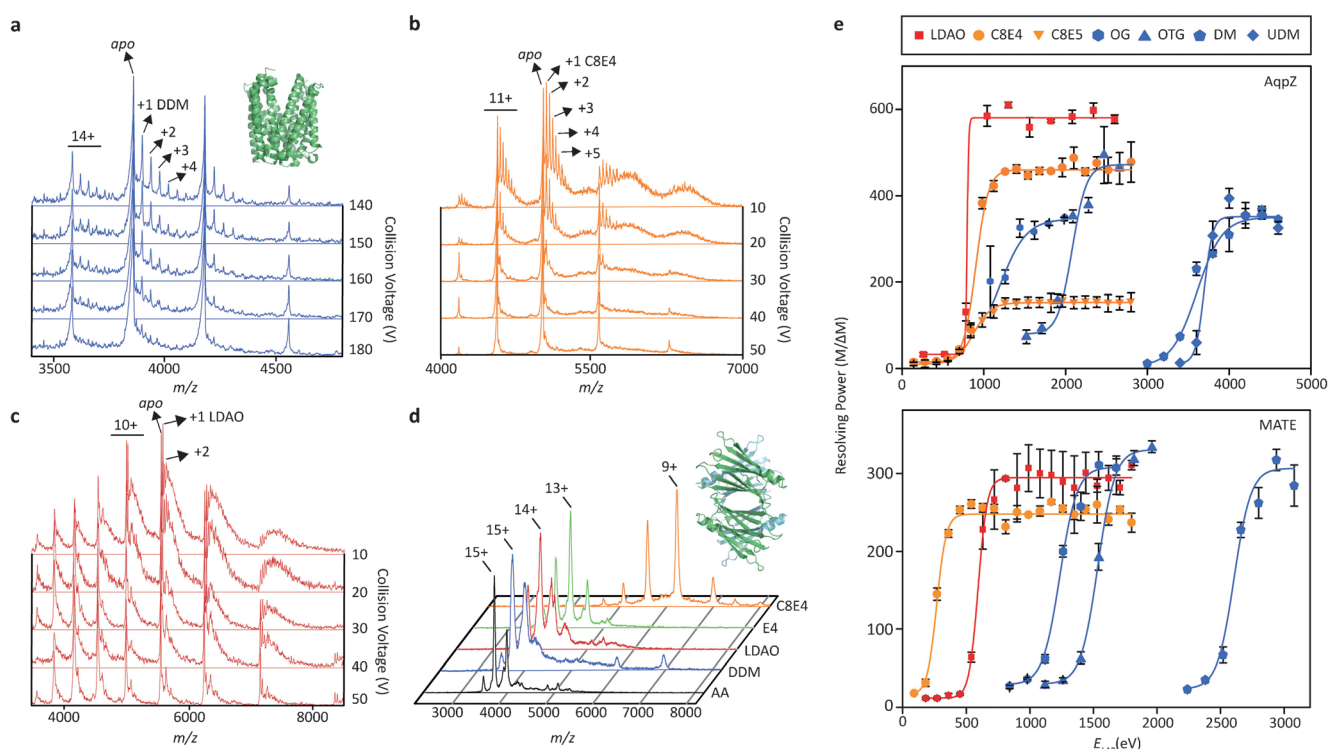 a
apo
+1 DDM
+2
+3
+4
14+
140
150
160
170
180
Collision Voltage (V)
3500
4000
4500
m/z
b
apo
+1 C8E4
+2
+3
+4
+5
11+
10
20
30
40
50
Collision Voltage (V)
4000
5500
7000
m/z
c
apo
+1 LDAO
+2
10+
10
20
30
40
50
Collision Voltage (V)
4000
6000
8000
m/z
d
15+
15+
14+
13+
9+
C8E4
E4
LDAO
DDM
AA
3000
4000
5000
6000
7000
8000
m/z
e
LDAO C8E4 C8E5 OG OTG DM UDM
AqpZ
600
400
200
0
0 1000 2000 3000 4000 5000
Resolving Power (M/ΔM)
MATE
300
200
100
0
0 500 1000 1500 2000 2500 3000